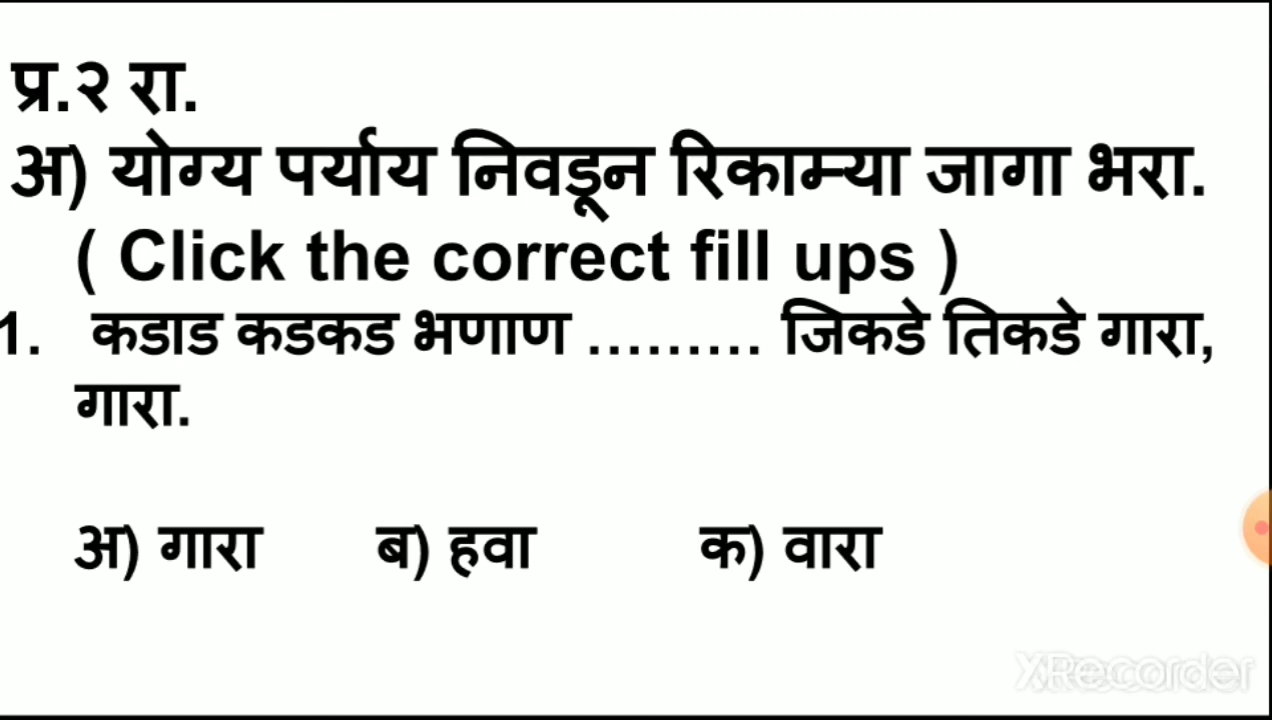 प्र.२ रा.
अ) योग्य पर्याय निवडून रिकाम्या जागा भरा.
( Click the correct fill ups )
1. कडाड कडकड भणाण ......... जिकडे तिकडे गारा,
गारा.
अ) गारा ब) हवा क) वारा
XRecorder